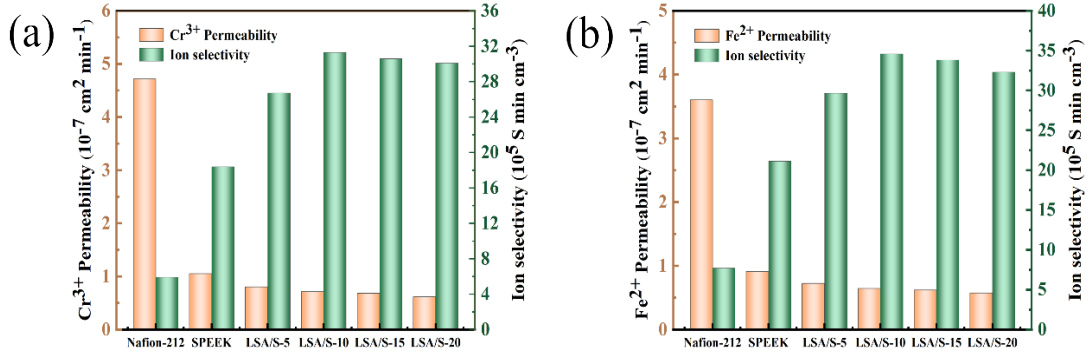 (a)
Cr³⁺ Permeability (10⁻⁷ cm² min⁻¹)
6
5
4
3
2
1
0
Cr³⁺ Permeability
Ion selectivity
36
32
28
24
20
16
12
8
4
0
Ion selectivity (10⁵ S min cm⁻³)
Nafion-212 SPEEK LSA/S-5 LSA/S-10 LSA/S-15 LSA/S-20
(b)
Fe²⁺ Permeability (10⁻⁷ cm² min⁻¹)
5
4
3
2
1
0
Fe²⁺ Permeability
Ion selectivity
40
35
30
25
20
15
10
5
0
Ion selectivity (10⁵ S min cm⁻³)
Nafion-212 SPEEK LSA/S-5 LSA/S-10 LSA/S-15 LSA/S-20